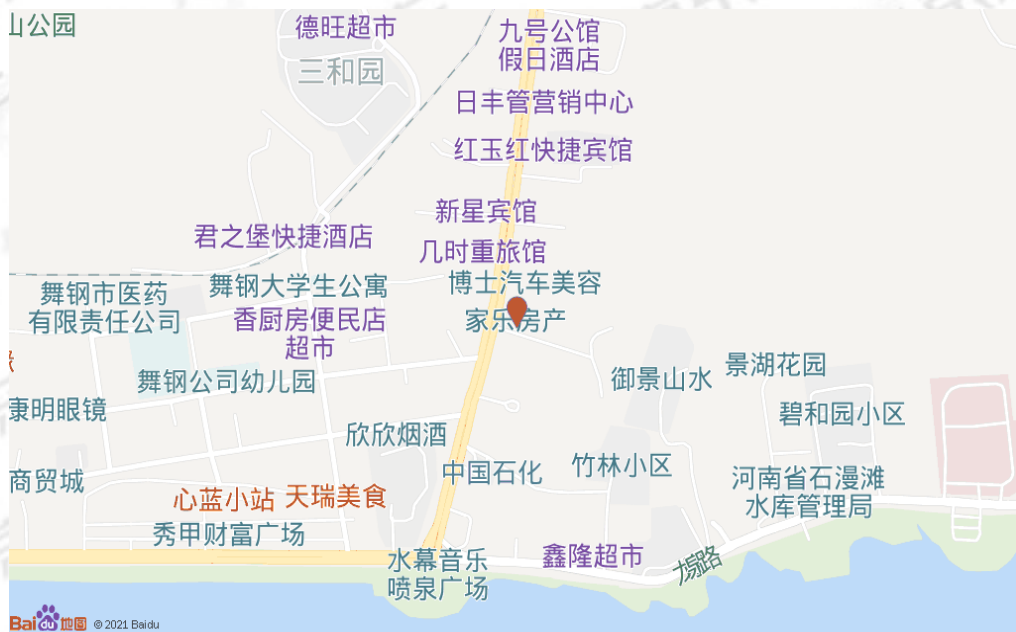 山公园
德旺超市
三和园
九号公馆
假日酒店
日丰管营销中心
红玉红快捷宾馆
新星宾馆
君之堡快捷酒店
几时重旅馆
舞钢市医药
有限责任公司
舞钢大学生公寓
博士汽车美容
香厨房便民店
超市
家乐房产
舞钢公司幼儿园
御景山水
景湖花园
康明眼镜
碧和园小区
欣欣烟酒
商贸城
中国石化
竹林小区
河南省石漫滩
水库管理局
心蓝小站
天瑞美食
秀甲财富广场
水幕音乐
喷泉广场
鑫隆超市
大坝路
Bai du 地图
© 2021 Baidu